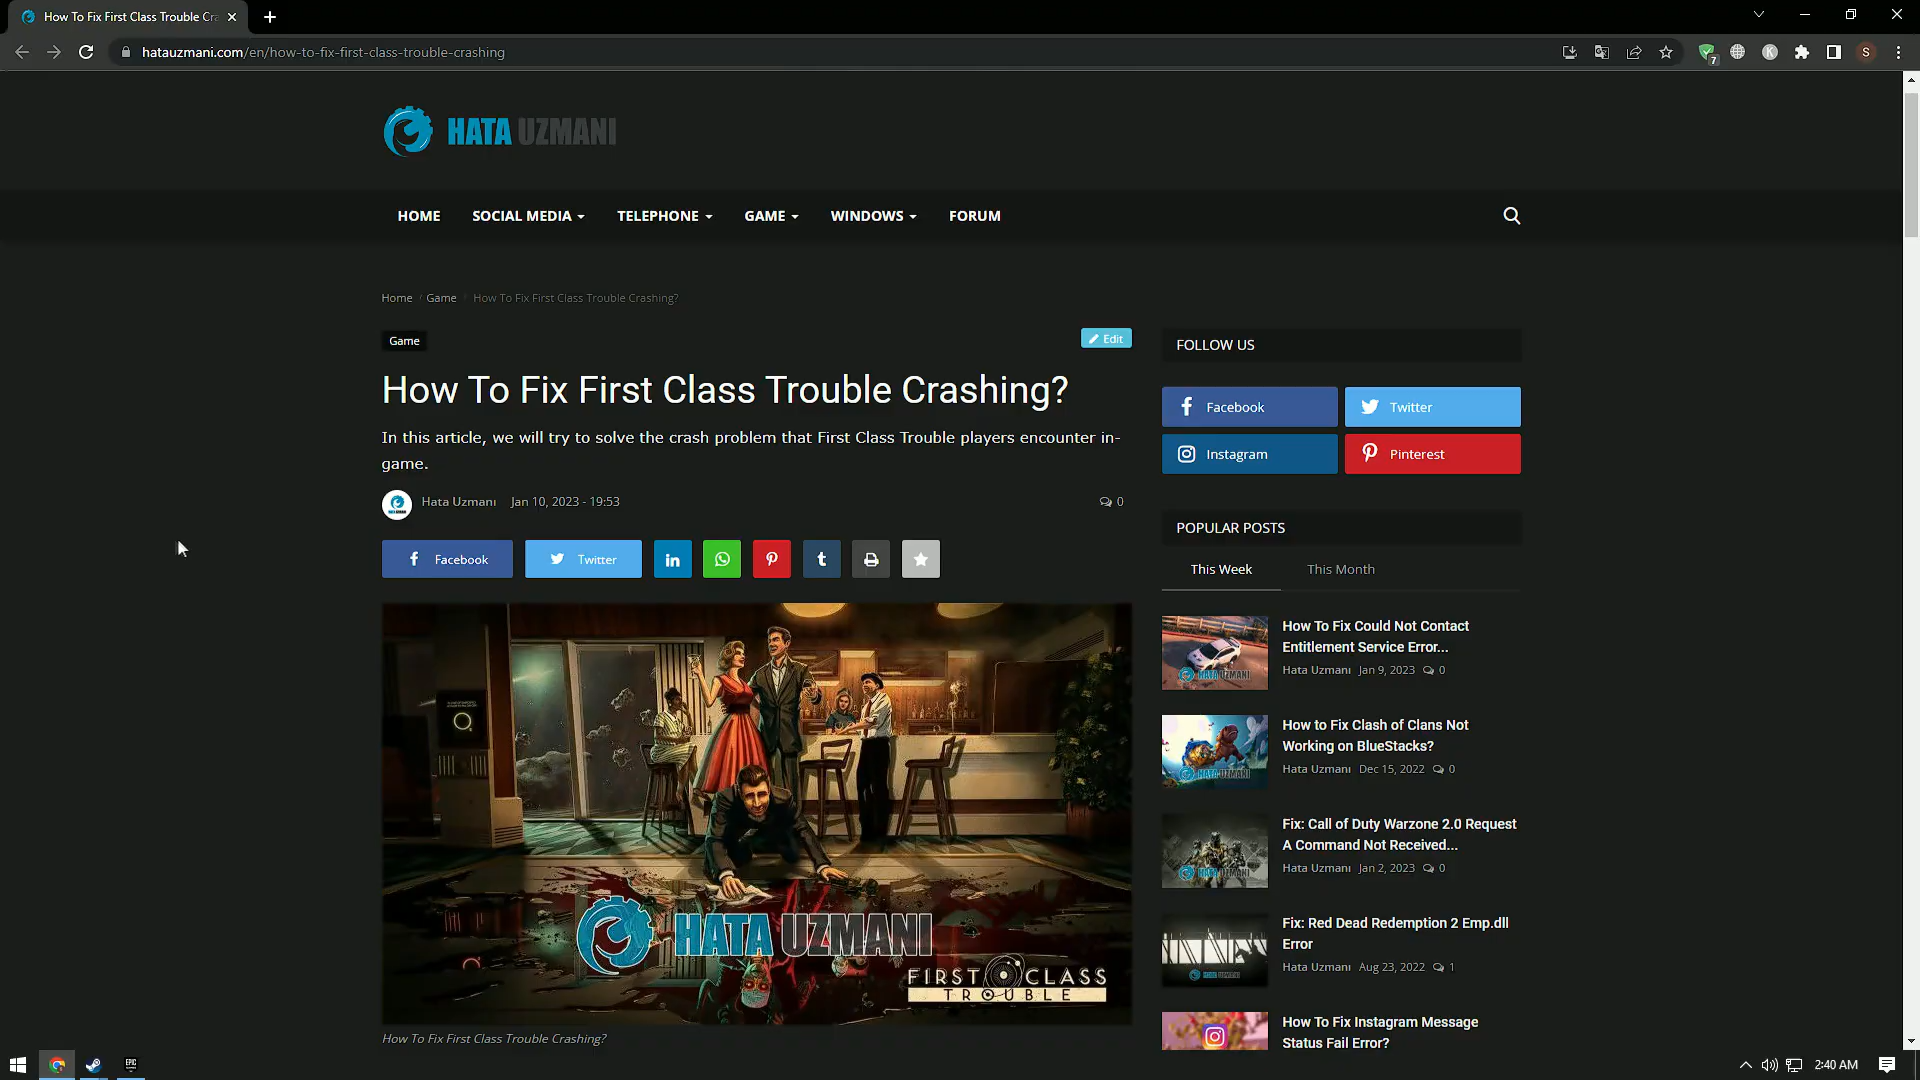 How To Fix First Class Trouble Cra
hatauzmani.com/en/how-to-fix-first-class-trouble-crashing
7
K
S
HATA UZMANI
HOME
SOCIAL MEDIA
TELEPHONE
GAME
WINDOWS
FORUM
Home
Game
How To Fix First Class Trouble Crashing?
Game
Edit
How To Fix First Class Trouble Crashing?
In this article, we will try to solve the crash problem that First Class Trouble players encounter in-
game.
Hata Uzmanı Jan 10, 2023 - 19:53
0
Facebook
Twitter
HATA UZMANI
FIRST CLASS
TROUBLE
How To Fix First Class Trouble Crashing?
FOLLOW US
Facebook
Twitter
Instagram
Pinterest
POPULAR POSTS
This Week
This Month
How To Fix Could Not Contact
Entitlement Service Error...
Hata Uzmanı Jan 9, 2023 0
How to Fix Clash of Clans Not
Working on BlueStacks?
Hata Uzmanı Dec 15, 2022 0
Fix: Call of Duty Warzone 2.0 Request
A Command Not Received...
Hata Uzmanı Jan 2, 2023 0
Fix: Red Dead Redemption 2 Emp.dll
Error
Hata Uzmanı Aug 23, 2022 1
How To Fix Instagram Message
Status Fail Error?
EPIC
2:40 AM